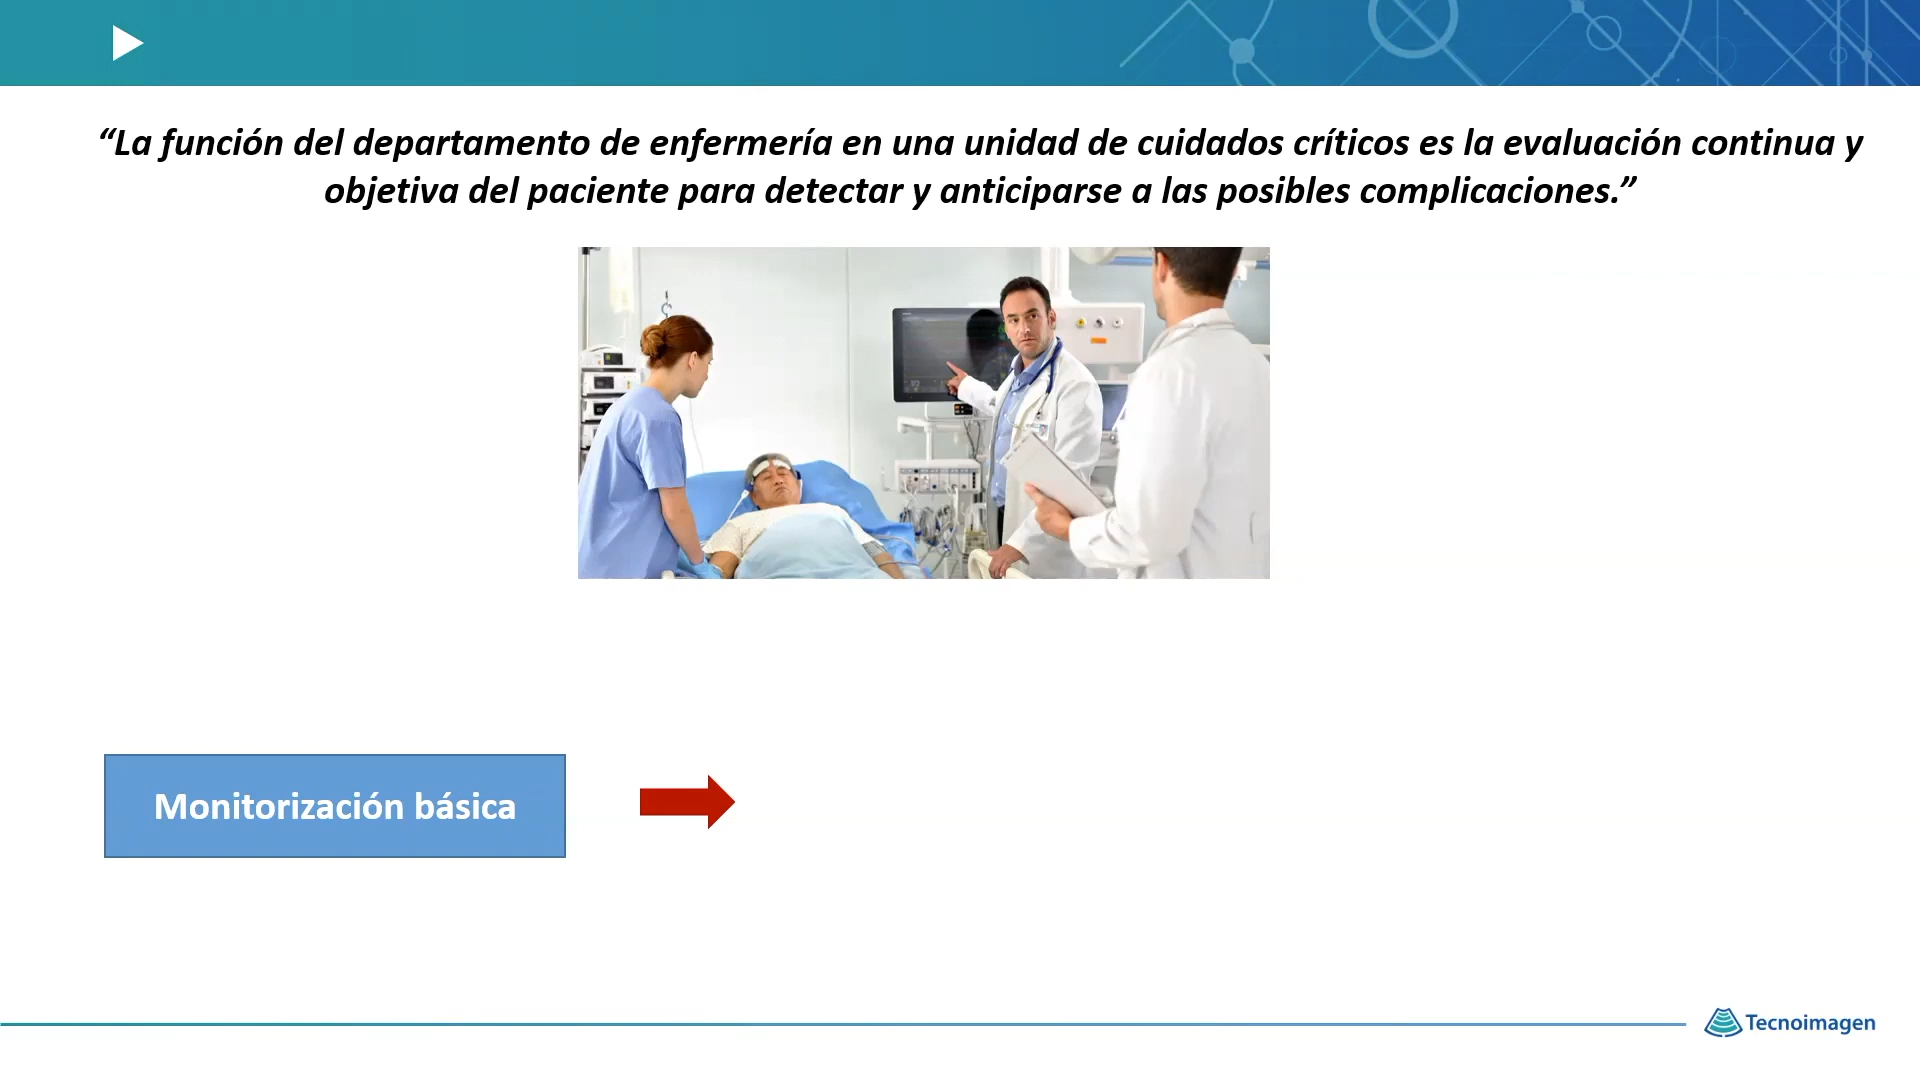 “La función del departamento de enfermería en una unidad de cuidados críticos es la evaluación continua y
objetiva del paciente para detectar y anticiparse a las posibles complicaciones.”
Monitorización básica
Tecnoimagen